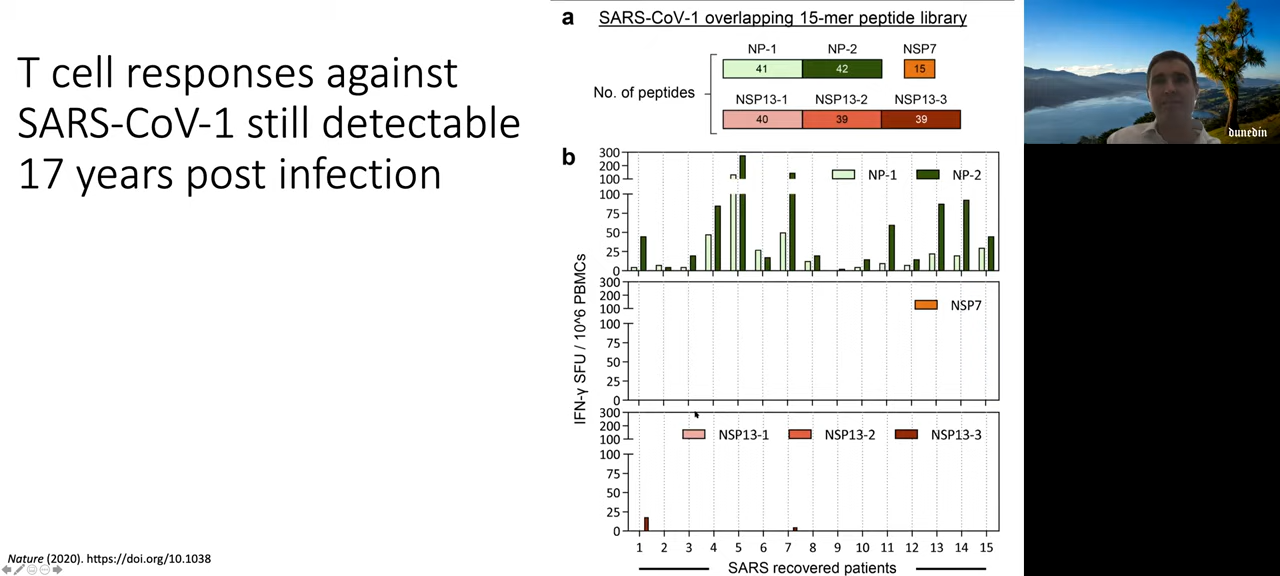 T cell responses against
SARS-CoV-1 still detectable
17 years post infection
Nature (2020). https://doi.org/10.1038
a SARS-CoV-1 overlapping 15-mer peptide library
No. of peptides
NP-1 NP-2 NSP7
41 42 15
NSP13-1 NSP13-2 NSP13-3
40 39 39
b
IFN-γ SFU / 10^6 PBMCs
300
200
100
100
75
50
25
0
NP-1 NP-2
300
200
100
100
75
50
25
0
NSP7
300
200
100
100
75
50
25
0
NSP13-1 NSP13-2 NSP13-3
1 2 3 4 5 6 7 8 9 10 11 12 13 14 15
SARS recovered patients
dunedin